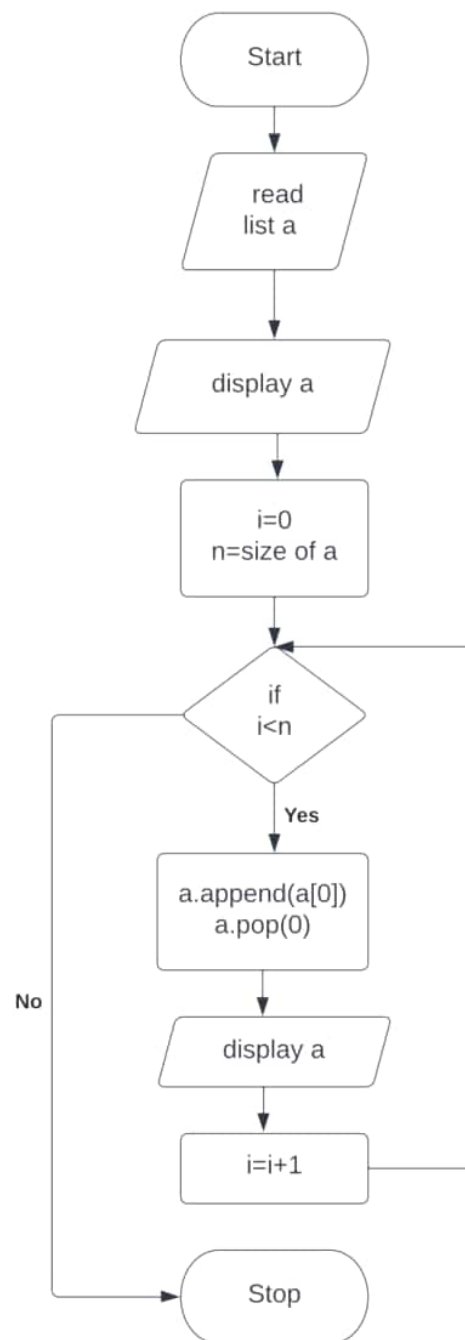 Start
read
list a
display a
i=0
n=size of a
if
i<n
Yes
a.append(a[0])
a.pop(0)
No
display a
i=i+1
Stop